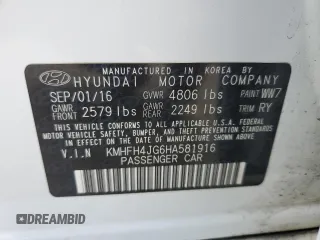 MANUFACTURED IN KOREA BY
HYUNDAI MOTOR COMPANY
SEP/01/16 GVWR 4806 lbs PAINT WW7
GAWR FRONT 2579 lbs GAWR REAR 2249 lbs TRIM RY
THIS VEHICLE CONFORMS TO ALL APPLICABLE U.S.A. FEDERAL
MOTOR VEHICLE SAFETY, BUMPER, AND THEFT PREVENTION
STANDARDS IN EFFECT ON THE DATE OF MANUFACTURE SHOWN ABOVE.
V.I.N KMHFH4JG6HA581916
PASSENGER CAR
AUTOBIDMASTER